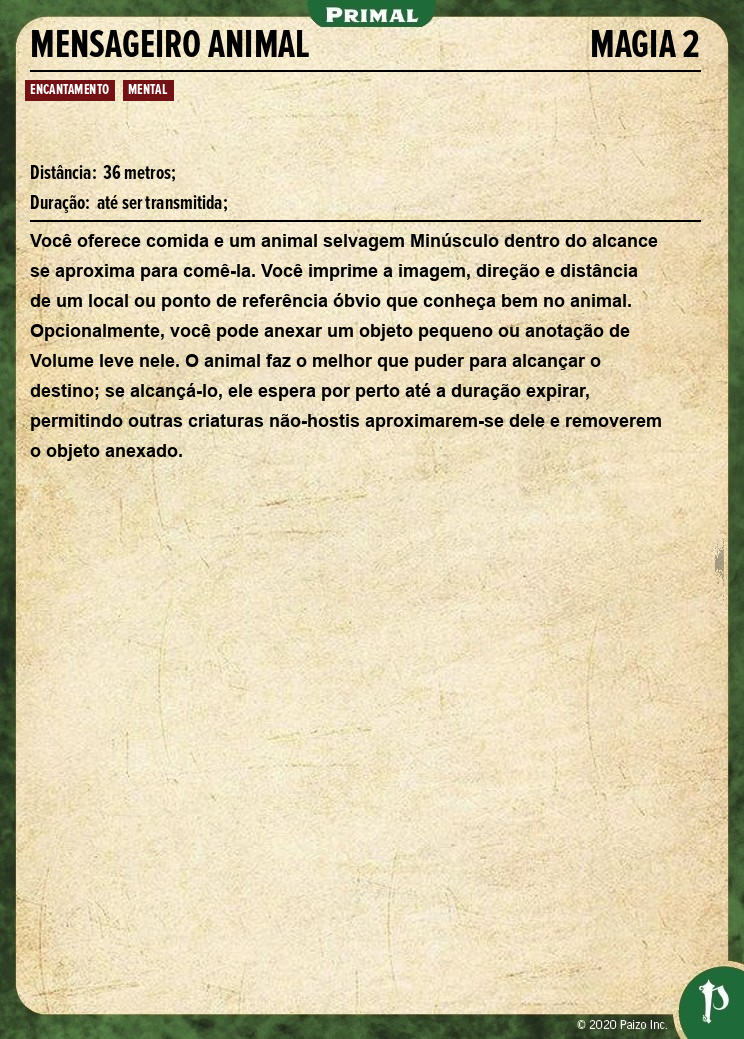 PRIMAL
MENSAGEIRO ANIMAL MAGIA 2
ENCANTAMENTO MENTAL
Distância: 36 metros;
Duração: até ser transmitida;
Você oferece comida e um animal selvagem Minúsculo dentro do alcance
se aproxima para comê-la. Você imprime a imagem, direção e distância
de um local ou ponto de referência óbvio que conheça bem no animal.
Opcionalmente, você pode anexar um objeto pequeno ou anotação de
Volume leve nele. O animal faz o melhor que puder para alcançar o
destino; se alcançá-lo, ele espera por perto até a duração expirar,
permitindo outras criaturas não-hostis aproximarem-se dele e removerem
o objeto anexado.
© 2020 Paizo Inc.
P